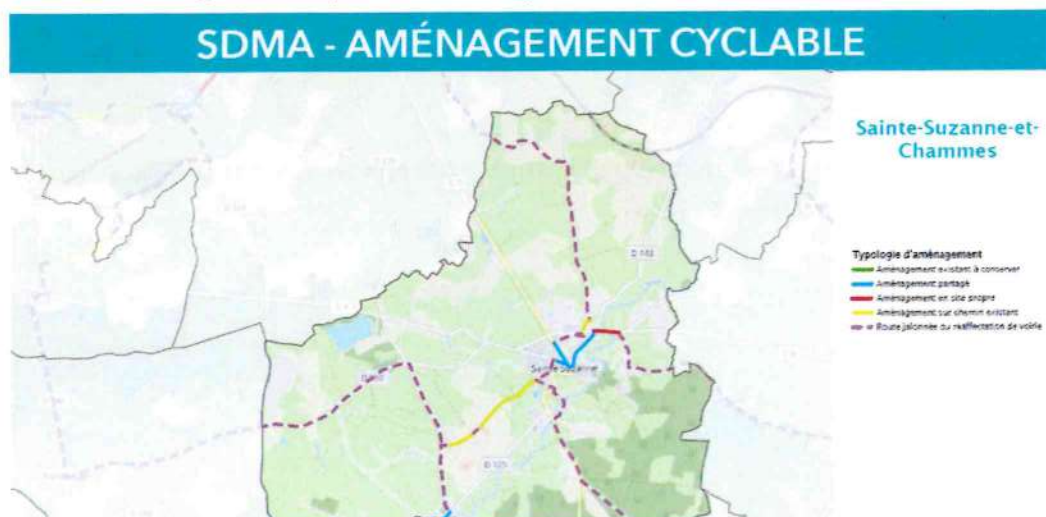 SDMA - AMÉNAGEMENT CYCLABLE
Sainte-Suzanne-et-
Chammes
Typologie d'aménagement
Aménagement existant à conserver
Aménagement partagé
Aménagement en site propre
Aménagement sur chemin existant
Route jalonnée ou réaffectation de voirie
Sainte-Suzanne
D 125